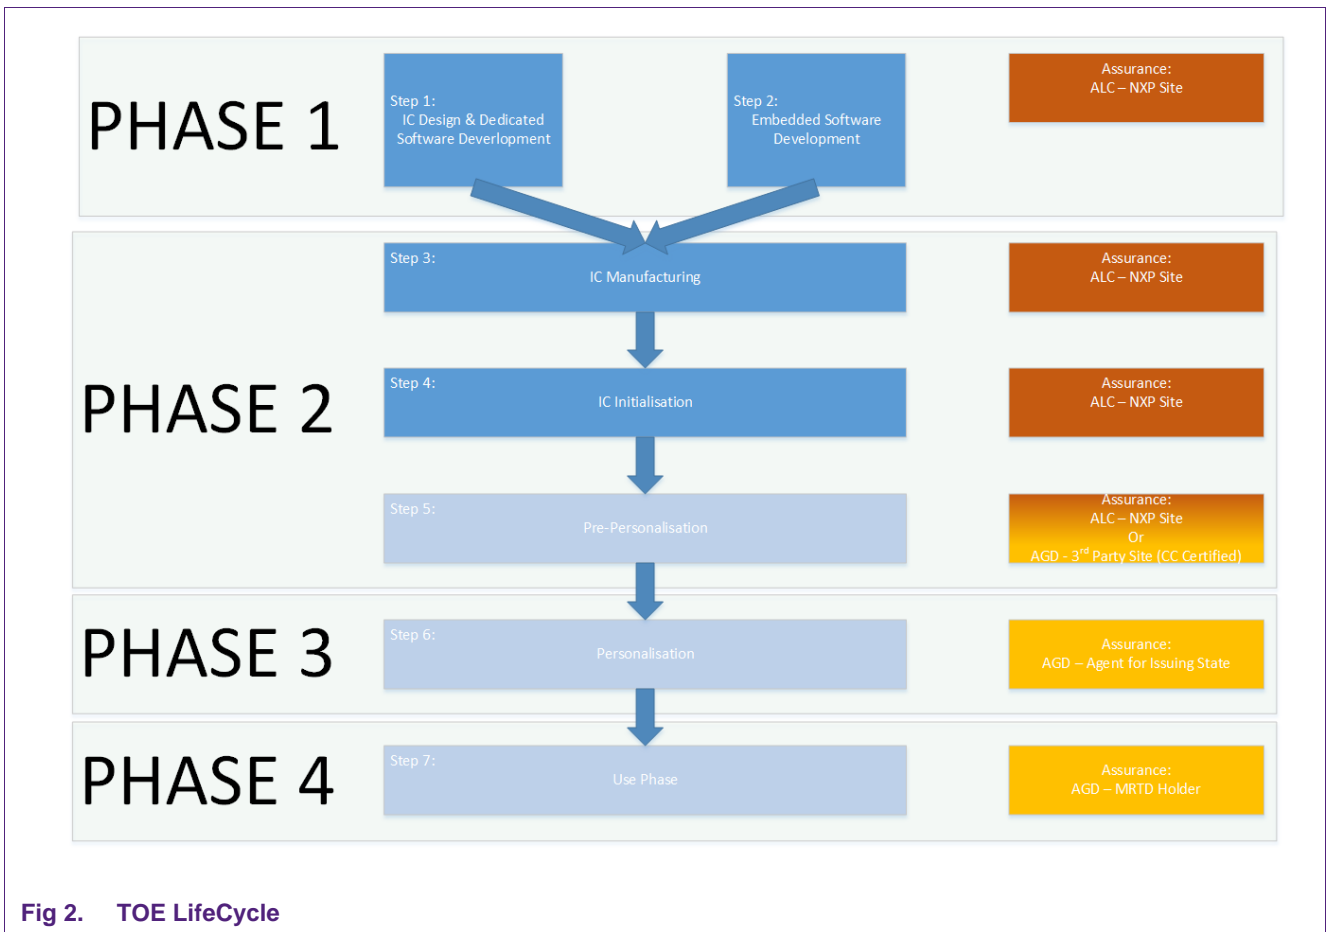 PHASE 1
Step 1:
IC Design & Dedicated
Software Deverlopment
Step 2:
Embedded Software
Development
Assurance:
ALC – NXP Site
PHASE 2
Step 3:
IC Manufacturing
Assurance:
ALC – NXP Site
Step 4:
IC Initialisation
Assurance:
ALC – NXP Site
Step 5:
Pre-Personalisation
Assurance:
ALC – NXP Site
Or
AGD - 3rd Party Site (CC Certified)
PHASE 3
Step 6:
Personalisation
Assurance:
AGD – Agent for Issuing State
PHASE 4
Step 7:
Use Phase
Assurance:
AGD – MRTD Holder
Fig 2. TOE LifeCycle